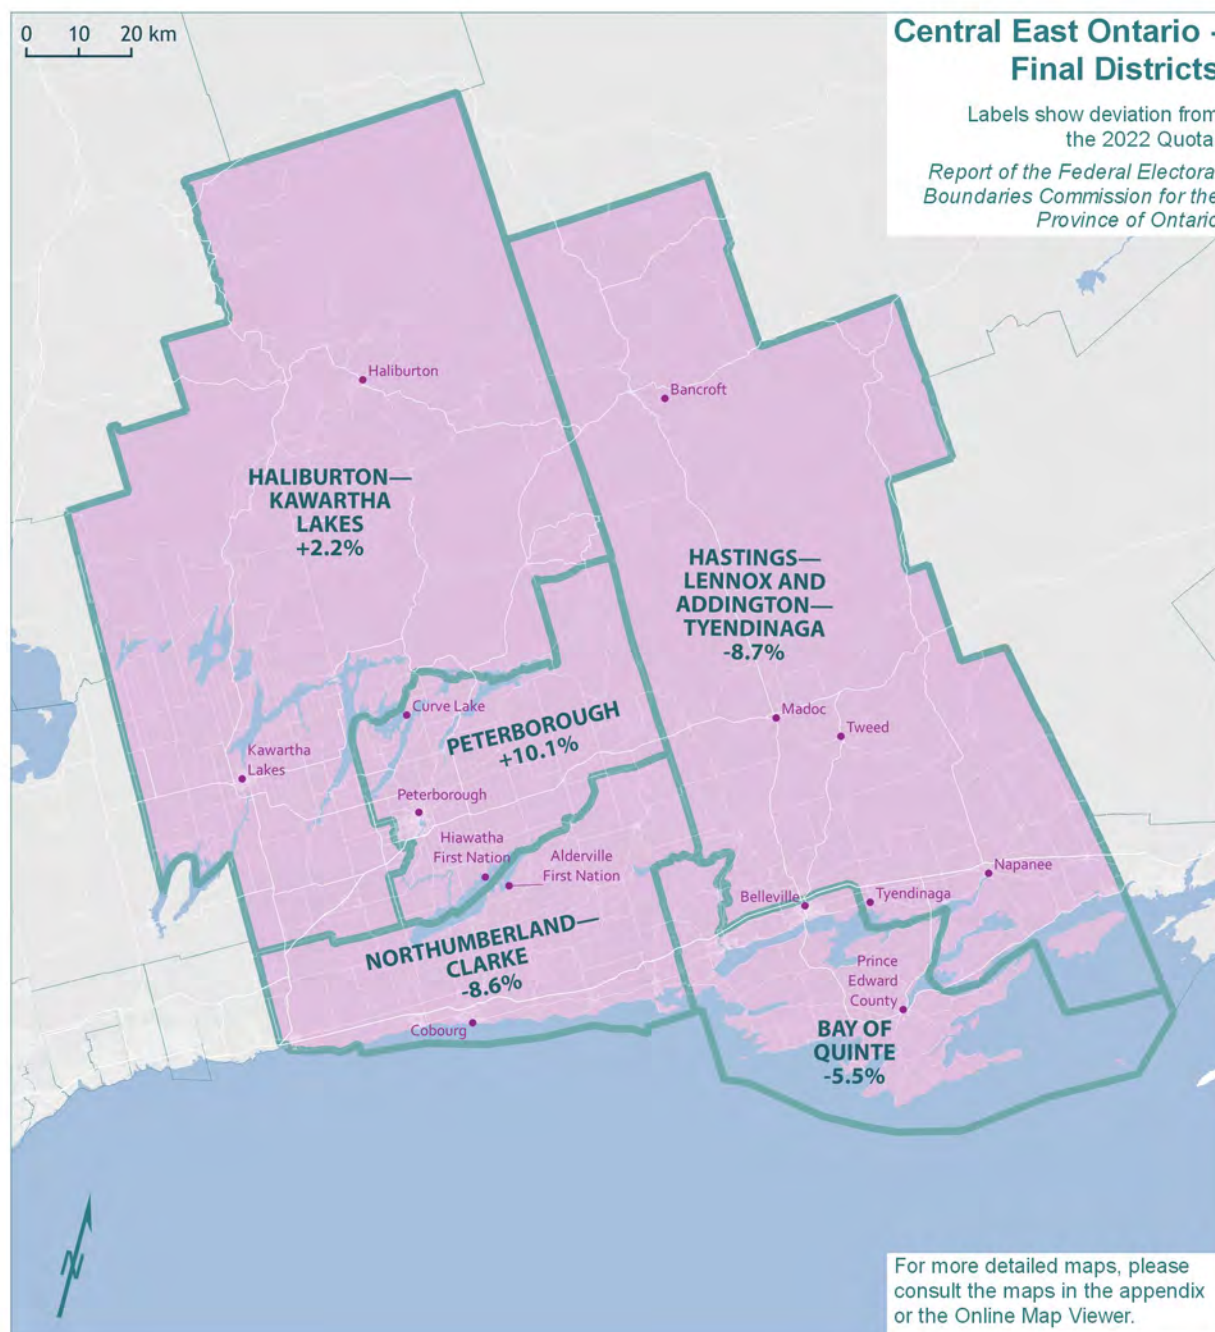 0 10 20 km
Central East Ontario -
Final Districts
Labels show deviation from
the 2022 Quota
Report of the Federal Electora
Boundaries Commission for the
Province of Ontario
Haliburton
Bancroft
HALIBURTON—
KAWARTHA
LAKES
+2.2%
HASTINGS—
LENNOX AND
ADDINGTON—
TYENDINAGA
-8.7%
Curve Lake
PETERBOROUGH
+10.1%
Madoc
Tweed
Kawartha
Lakes
Peterborough
Hiawatha
First Nation
Alderville
First Nation
Napanee
Belleville
Tyendinaga
NORTHUMBERLAND—
CLARKE
-8.6%
Prince
Edward
County
Cobourg
BAY OF
QUINTE
-5.5%
N
For more detailed maps, please
consult the maps in the appendix
or the Online Map Viewer.